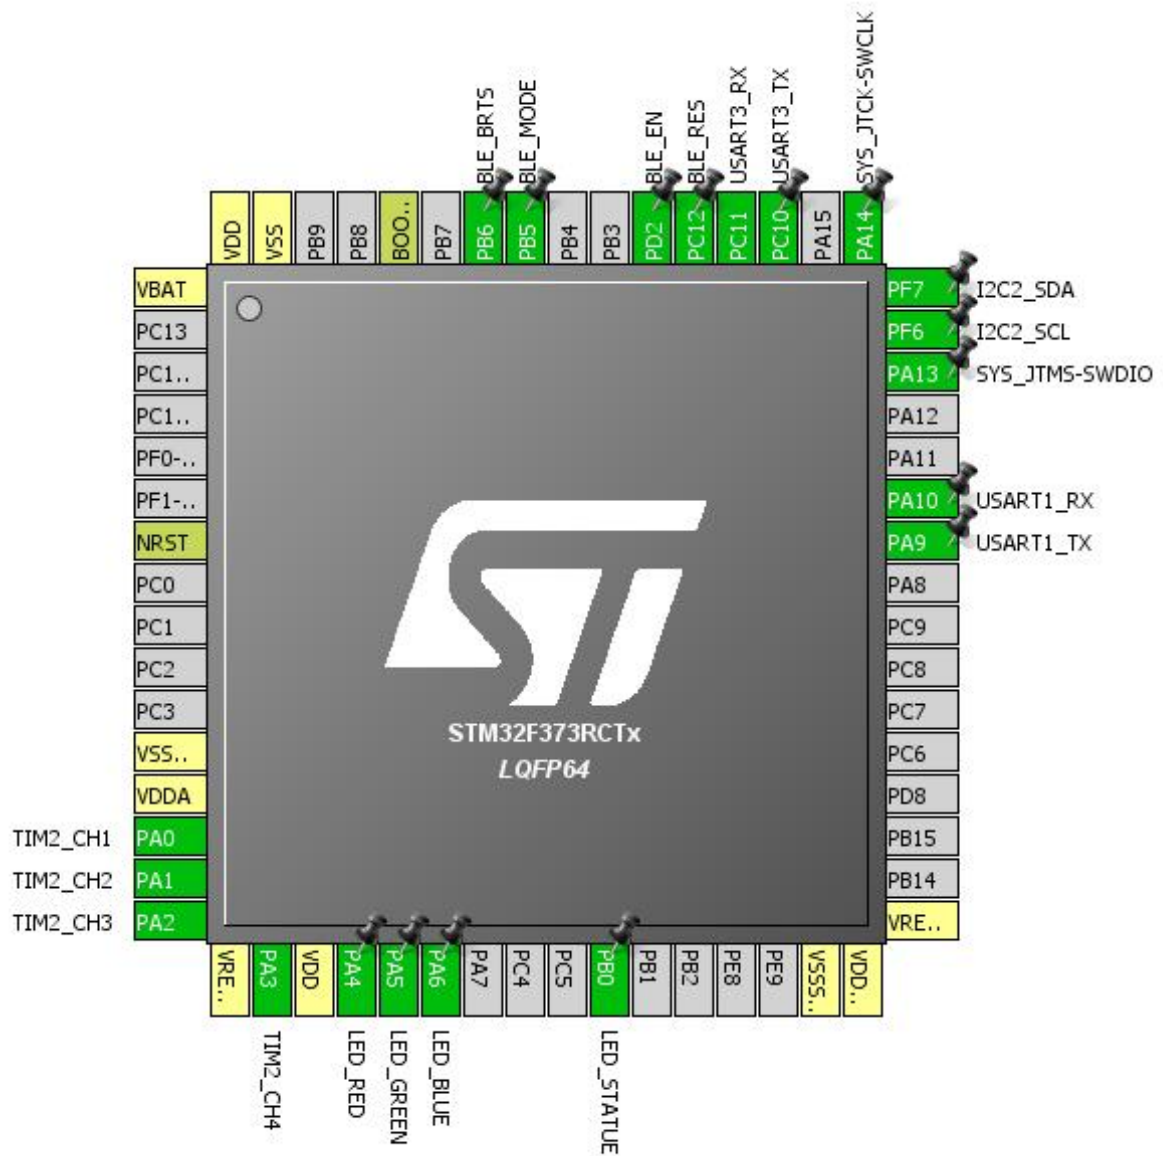 BLE_BRTS
BLE_MODE
BLE_EN
BLE_RES
USART3_RX
USART3_TX
SYS_JTCK-SWCLK
VDD
VSS
PB9
PB8
BOO..
PB7
PB6
PB5
PB4
PB3
PD2
PC12
PC11
PC10
PA15
PA14
VBAT
PC13
PC1..
PC1..
PF0-..
PF1-..
NRST
PC0
PC1
PC2
PC3
VSS..
VDDA
TIM2_CH1 PA0
TIM2_CH2 PA1
TIM2_CH3 PA2
PF7 I2C2_SDA
PF6 I2C2_SCL
PA13 SYS_JTMS-SWDIO
PA12
PA11
PA10 USART1_RX
PA9 USART1_TX
PA8
PC9
PC8
PC7
PC6
PD8
PB15
PB14
VRE..
ST
STM32F373RCTx
LQFP64
VRE..
PA3
VDD
PA4
PA5
PA6
PA7
PC4
PC5
PB0
PB1
PB2
PE8
PE9
VSSS..
VDD..
TIM2_CH4
LED_RED
LED_GREEN
LED_BLUE
LED_STATUE